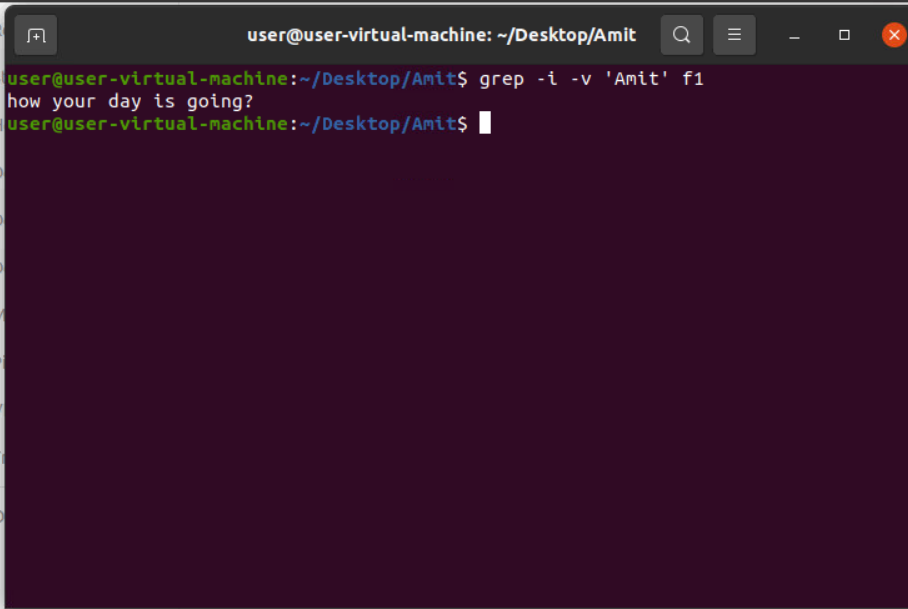 user@user-virtual-machine: ~/Desktop/Amit
user@user-virtual-machine:~/Desktop/Amit$ grep -i -v 'Amit' f1
how your day is going?
user@user-virtual-machine:~/Desktop/Amit$